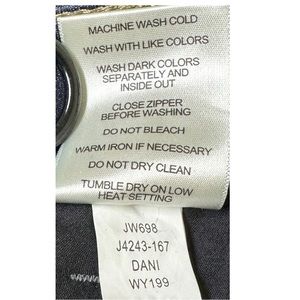 MACHINE WASH COLD
WASH WITH LIKE COLORS
WASH DARK COLORS
SEPARATELY AND
INSIDE OUT
CLOSE ZIPPER
BEFORE WASHING
DO NOT BLEACH
WARM IRON IF NECESSARY
DO NOT DRY CLEAN
TUMBLE DRY ON LOW
HEAT SETTING
JW698
J4243-167
DANI
WY199